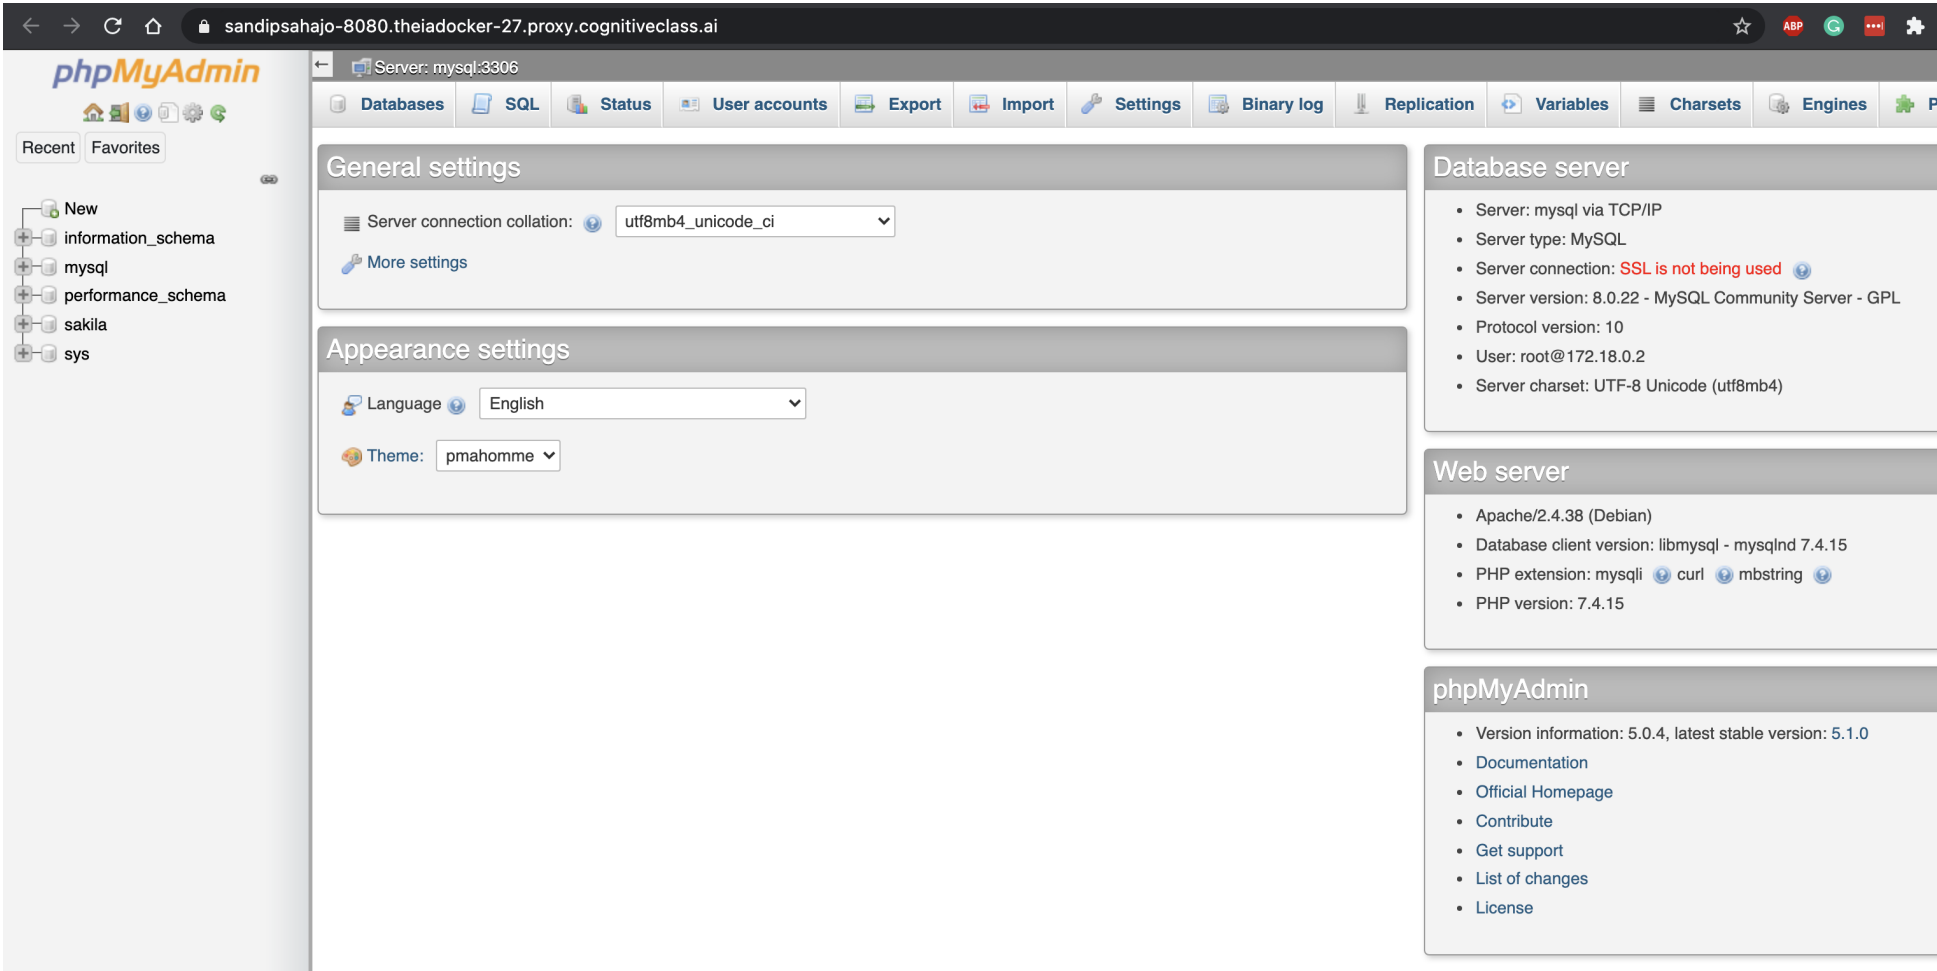 sandipsahajo-8080.theiadocker-27.proxy.cognitiveclass.ai
ABP
phpMyAdmin
Recent Favorites
New
information_schema
mysql
performance_schema
sakila
sys
Server: mysql:3306
Databases SQL Status User accounts Export Import Settings Binary log Replication Variables Charsets Engines P
General settings
Server connection collation: utf8mb4_unicode_ci
More settings
Appearance settings
Language English
Theme: pmahomme
Database server
Server: mysql via TCP/IP
Server type: MySQL
Server connection: SSL is not being used
Server version: 8.0.22 - MySQL Community Server - GPL
Protocol version: 10
User: root@172.18.0.2
Server charset: UTF-8 Unicode (utf8mb4)
Web server
Apache/2.4.38 (Debian)
Database client version: libmysql - mysqlnd 7.4.15
PHP extension: mysqli curl mbstring
PHP version: 7.4.15
phpMyAdmin
Version information: 5.0.4, latest stable version: 5.1.0
Documentation
Official Homepage
Contribute
Get support
List of changes
License